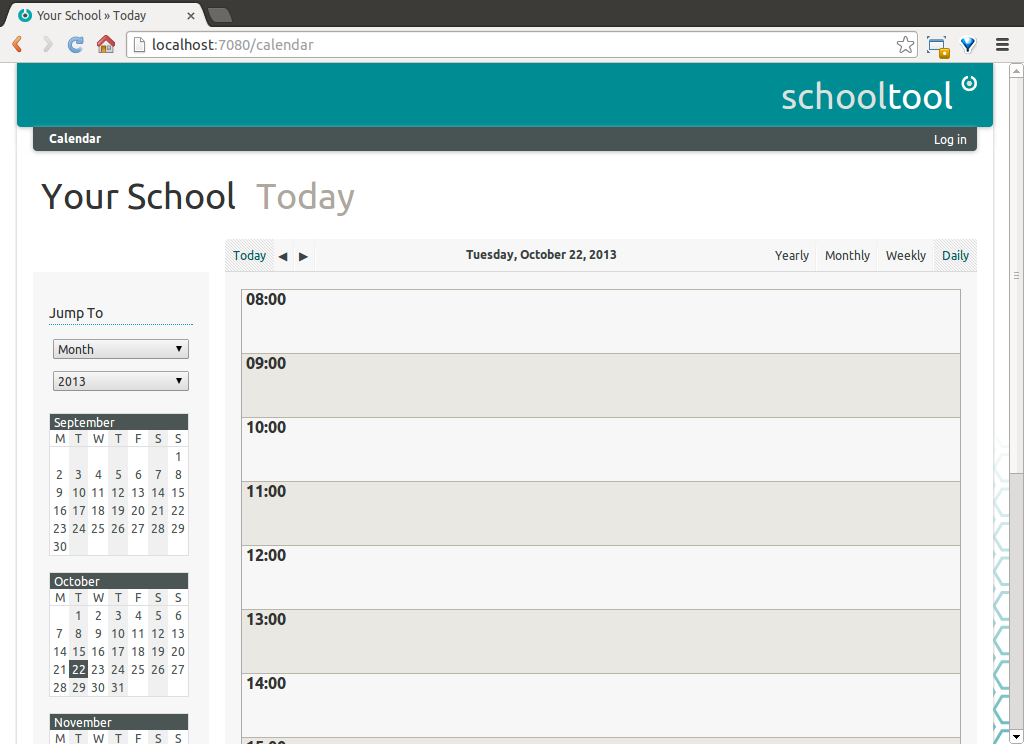 Your School » Today
localhost:7080/calendar
schooltool
Calendar Log in
Your School Today
Today ◀ ▶ Tuesday, October 22, 2013 Yearly Monthly Weekly Daily
Jump To
Month ▼
2013 ▼
September
M T W T F S S
1
2 3 4 5 6 7 8
9 10 11 12 13 14 15
16 17 18 19 20 21 22
23 24 25 26 27 28 29
30
October
M T W T F S S
1 2 3 4 5 6
7 8 9 10 11 12 13
14 15 16 17 18 19 20
21 22 23 24 25 26 27
28 29 30 31
November
M T W T F S S
08:00
09:00
10:00
11:00
12:00
13:00
14:00
15:00